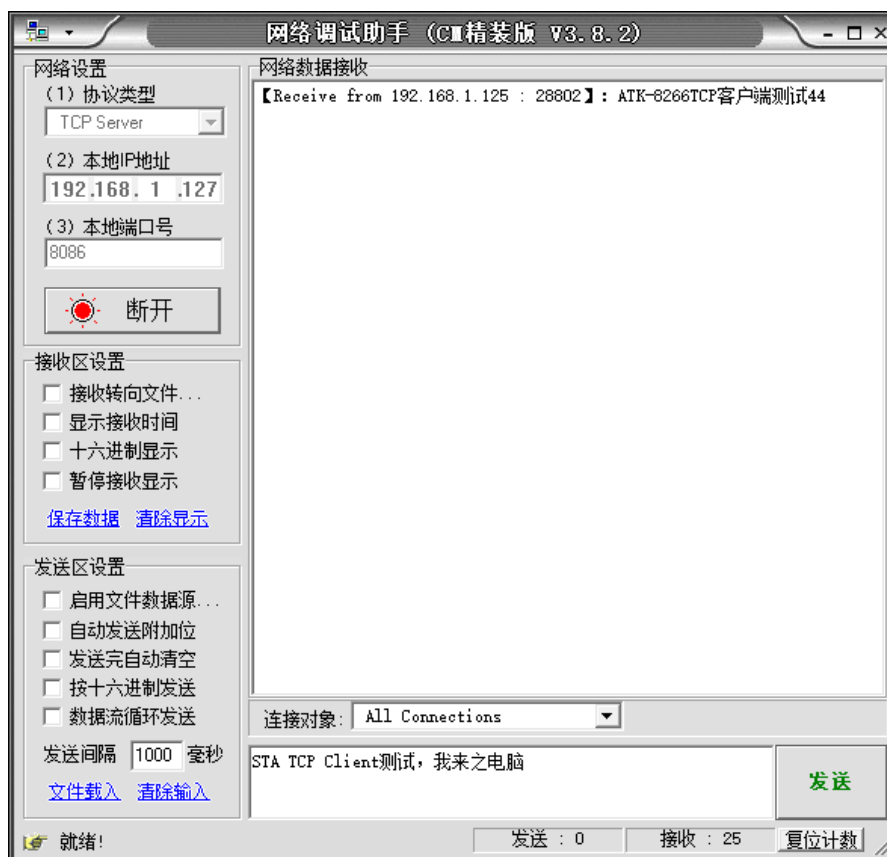 网络调试助手 (CⅢ精装版 V3.8.2)
网络设置
(1) 协议类型
TCP Server
(2) 本地IP地址
192.168. 1 .127
(3) 本地端口号
8086
断开
接收区设置
接收转向文件...
显示接收时间
十六进制显示
暂停接收显示
保存数据 清除显示
发送区设置
启用文件数据源...
自动发送附加位
发送完自动清空
按十六进制发送
数据流循环发送
发送间隔 1000 毫秒
文件载入 清除输入
网络数据接收
【Receive from 192.168.1.125 : 28802】: ATK-8266TCP客户端测试44
连接对象: All Connections
STA TCP Client测试，我来之电脑
发送
就绪! 发送 : 0 接收 : 25 复位计数